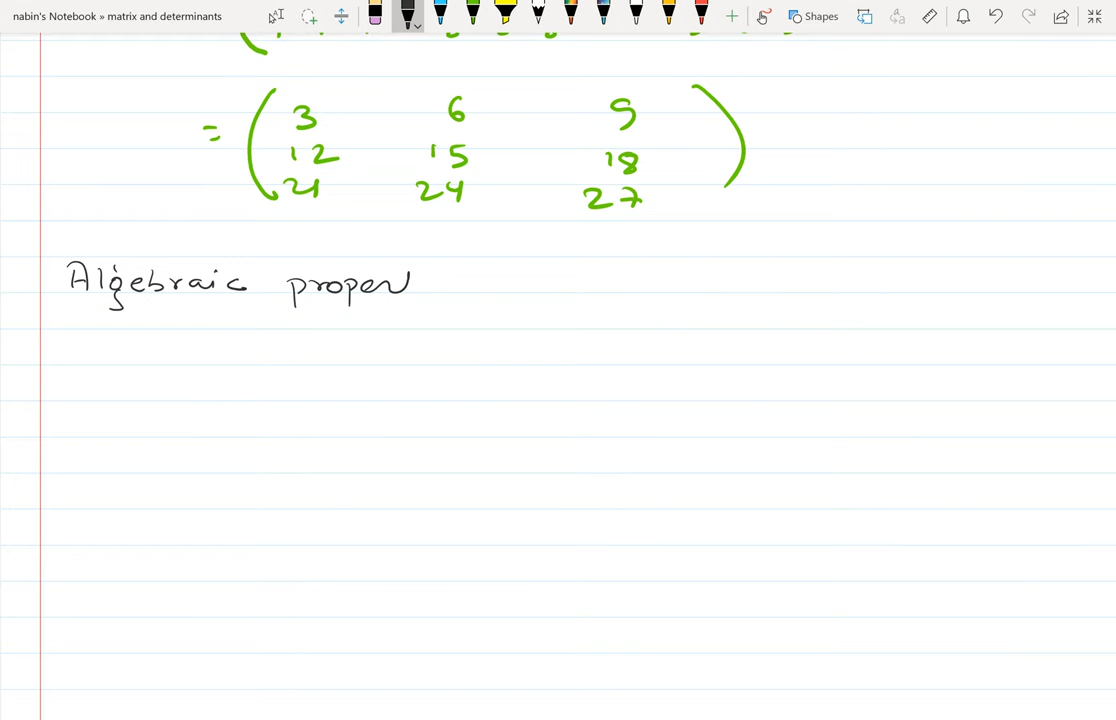 nabin's Notebook » matrix and determinants
Shapes
= ( 3 6 9 )
12 15 18
21 24 27
Algebraic proper